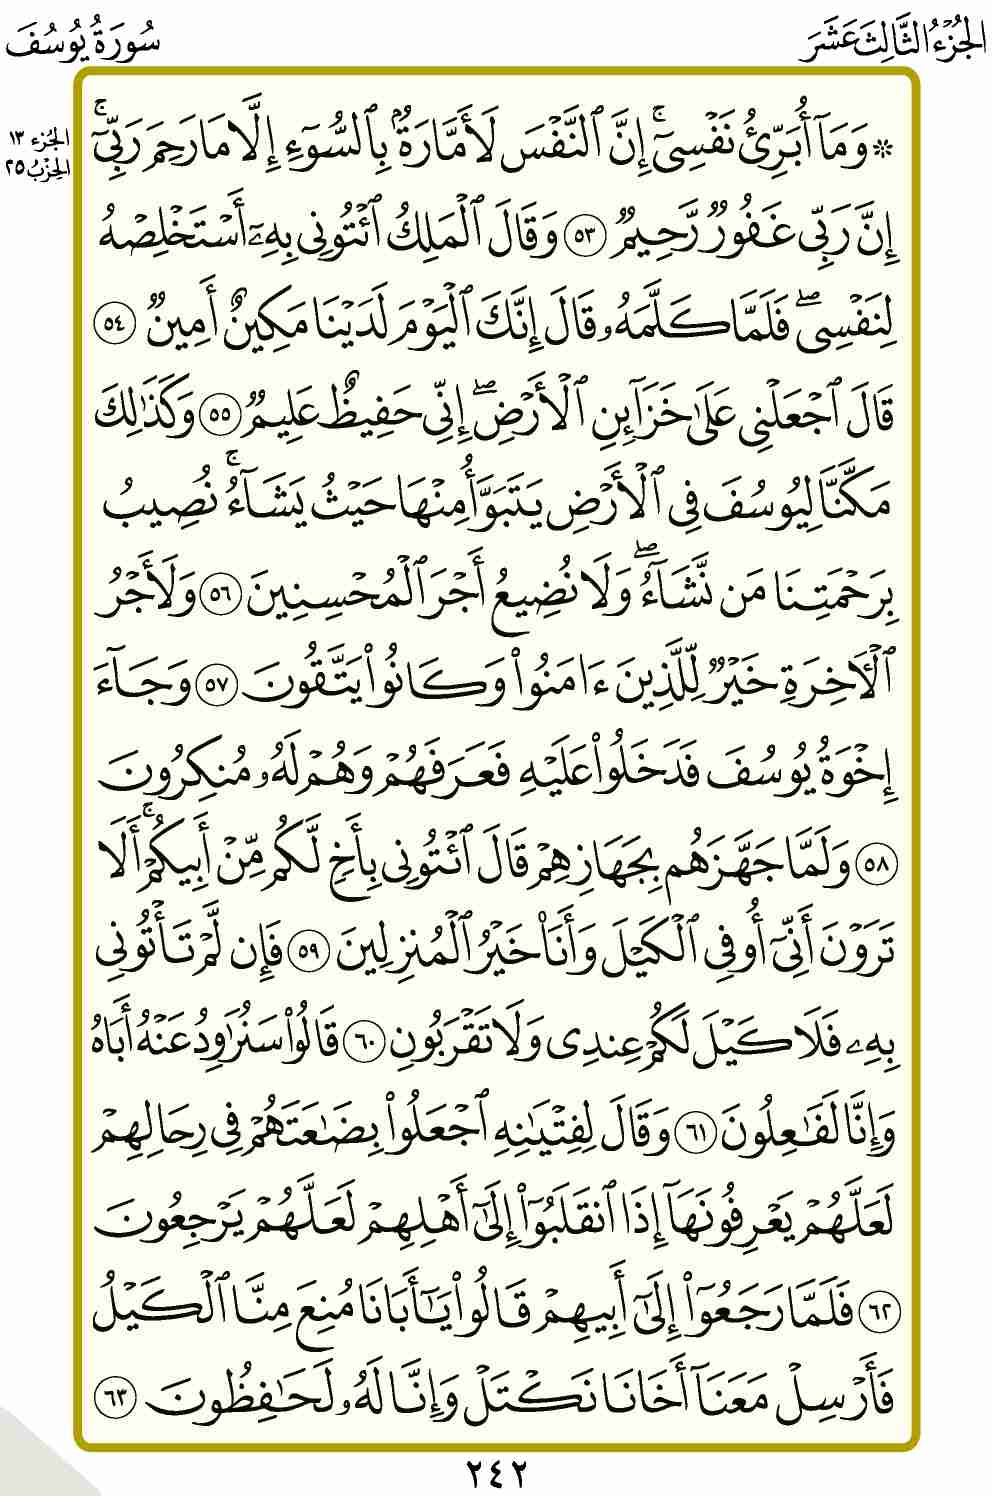 الجُزْءُ الثَّالِثَ عَشَرَ
سُورَةُ يُوسُفَ
الجُزء ١٣
الحِزْبُ ٢٥
۞ وَمَآ أُبَرِّئُ نَفْسِىٓۚ إِنَّ ٱلنَّفْسَ لَأَمَّارَةُۢ بِٱلسُّوٓءِ إِلَّا مَا رَحِمَ رَبِّىٓۚ
إِنَّ رَبِّى غَفُورٌ رَّحِيمٌ ٥٣ وَقَالَ ٱلْمَلِكُ ٱئْتُونِى بِهِۦٓ أَسْتَخْلِصْهُ
لِنَفْسِىۖ فَلَمَّا كَلَّمَهُۥ قَالَ إِنَّكَ ٱلْيَوْمَ لَدَيْنَا مَكِينٌ أَمِينٌ ٥٤
قَالَ ٱجْعَلْنِى عَلَىٰ خَزَآئِنِ ٱلْأَرْضِۖ إِنِّى حَفِيظٌ عَلِيمٌ ٥٥ وَكَذَٰلِكَ
مَكَّنَّا لِيُوسُفَ فِى ٱلْأَرْضِ يَتَبَوَّأُ مِنْهَا حَيْثُ يَشَآءُۚ نُصِيبُ
بِرَحْمَتِنَا مَن نَّشَآءُۖ وَلَا نُضِيعُ أَجْرَ ٱلْمُحْسِنِينَ ٥٦ وَلَأَجْرُ
ٱلْأَخِرَةِ خَيْرٌ لِّلَّذِينَ ءَامَنُوا۟ وَكَانُوا۟ يَتَّقُونَ ٥٧ وَجَآءَ
إِخْوَةُ يُوسُفَ فَدَخَلُوا۟ عَلَيْهِ فَعَرَفَهُمْ وَهُمْ لَهُۥ مُنكِرُونَ
٥٨ وَلَمَّا جَهَّزَهُم بِجَهَازِهِمْ قَالَ ٱئْتُونِى بِأَخٍ لَّكُم مِّنْ أَبِيكُمْۚ أَلَا
تَرَوْنَ أَنِّىٓ أُوفِى ٱلْكَيْلَ وَأَنَا۠ خَيْرُ ٱلْمُنزِلِينَ ٥٩ فَإِن لَّمْ تَأْتُونِى
بِهِۦ فَلَا كَيْلَ لَكُمْ عِندِى وَلَا تَقْرَبُونِ ٦٠ قَالُوا۟ سَنُرَٰوِدُ عَنْهُ أَبَاهُ
وَإِنَّا لَفَٰعِلُونَ ٦١ وَقَالَ لِفِتْيَٰنِهِ ٱجْعَلُوا۟ بِضَٰعَتَهُمْ فِى رِحَالِهِمْ
لَعَلَّهُمْ يَعْرِفُونَهَآ إِذَا ٱنقَلَبُوٓا۟ إِلَىٰٓ أَهْلِهِمْ لَعَلَّهُمْ يَرْجِعُونَ
٦٢ فَلَمَّا رَجَعُوٓا۟ إِلَىٰٓ أَبِيهِمْ قَالُوا۟ يَٰٓأَبَانَا مُنِعَ مِنَّا ٱلْكَيْلُ
فَأَرْسِلْ مَعَنَآ أَخَانَا نَكْتَلْ وَإِنَّا لَهُۥ لَحَٰفِظُونَ ٦٣
٢٤٢